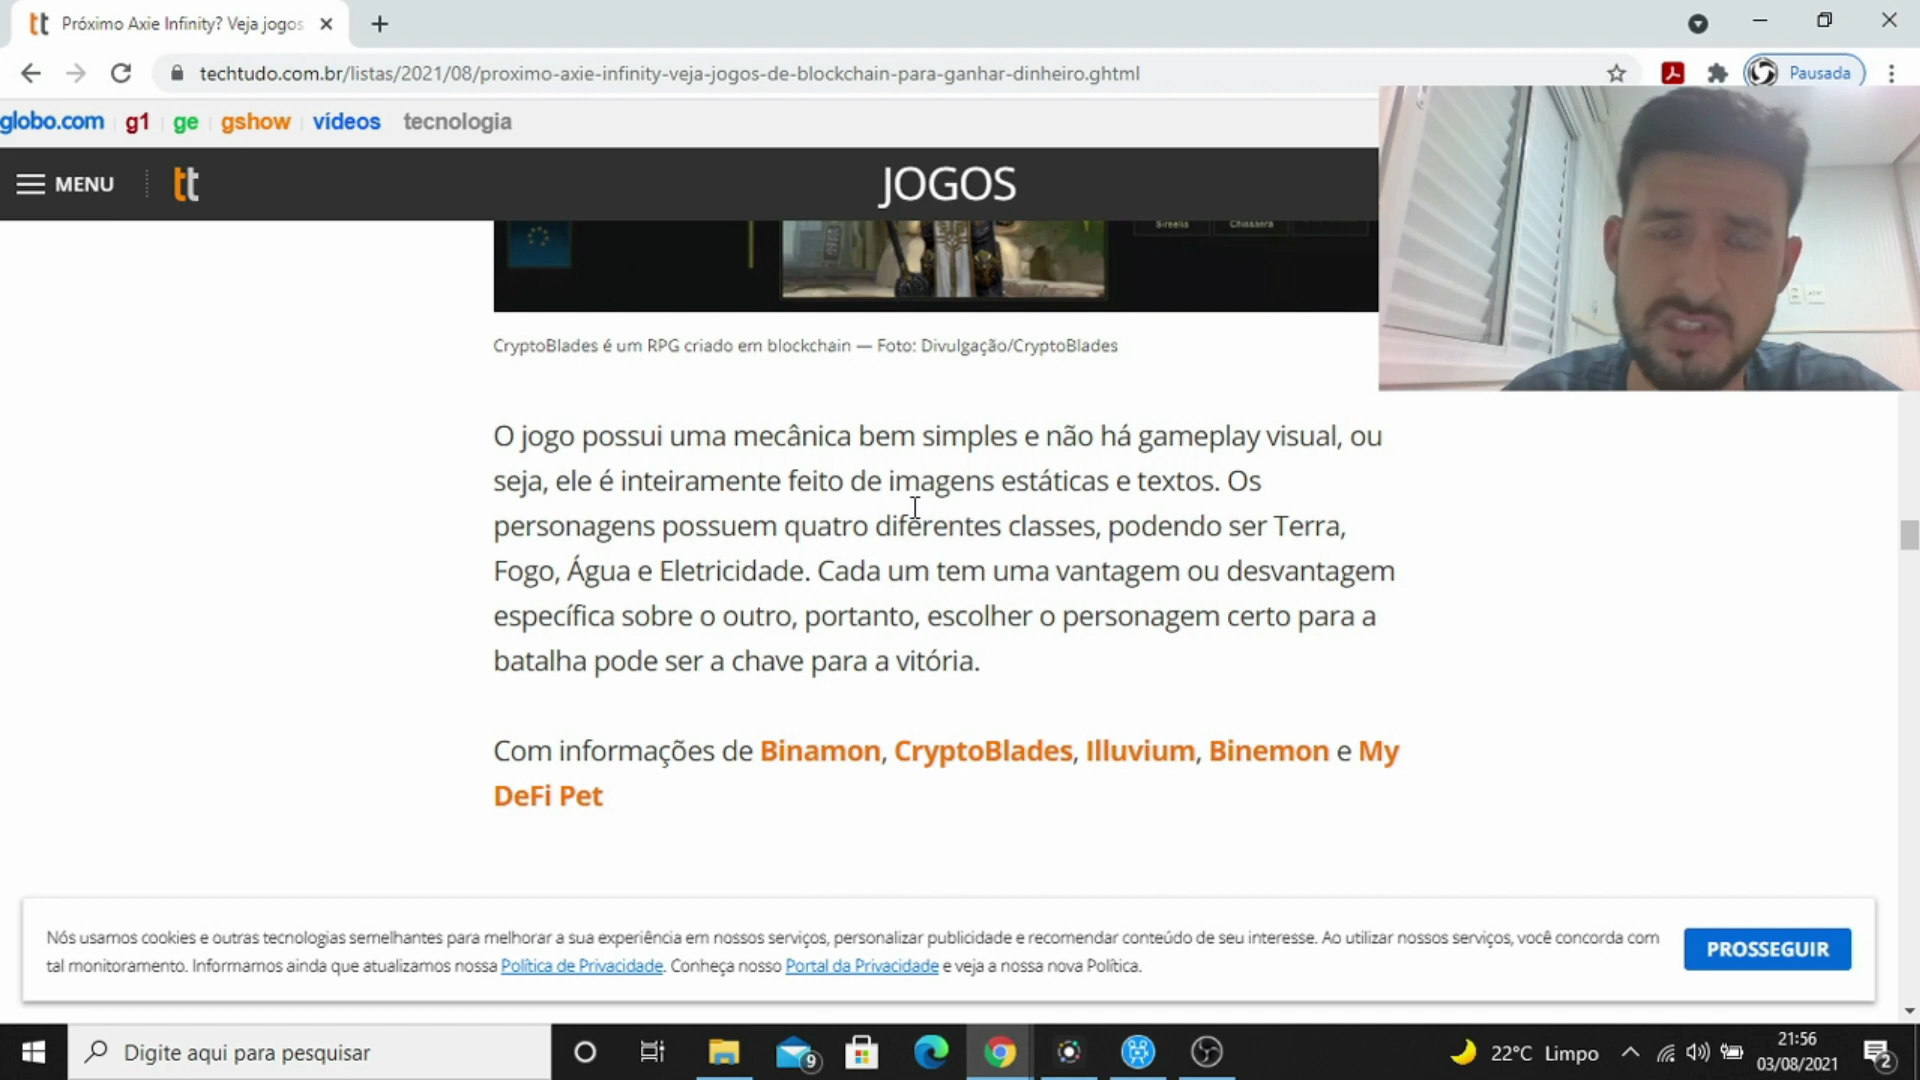 Próximo Axie Infinity? Veja jogos
techtudo.com.br/listas/2021/08/proximo-axie-infinity-veja-jogos-de-blockchain-para-ganhar-dinheiro.ghtml
Pausada
globo.com g1 ge gshow vídeos tecnologia
MENU tt JOGOS
Sireelia Chissaera
CryptoBlades é um RPG criado em blockchain — Foto: Divulgação/CryptoBlades
O jogo possui uma mecânica bem simples e não há gameplay visual, ou
seja, ele é inteiramente feito de imagens estáticas e textos. Os
personagens possuem quatro diferentes classes, podendo ser Terra,
Fogo, Água e Eletricidade. Cada um tem uma vantagem ou desvantagem
específica sobre o outro, portanto, escolher o personagem certo para a
batalha pode ser a chave para a vitória.
Com informações de Binamon, CryptoBlades, Illuvium, Binemon e My
DeFi Pet
Nós usamos cookies e outras tecnologias semelhantes para melhorar a sua experiência em nossos serviços, personalizar publicidade e recomendar conteúdo de seu interesse. Ao utilizar nossos serviços, você concorda com
tal monitoramento. Informamos ainda que atualizamos nossa Política de Privacidade. Conheça nosso Portal da Privacidade e veja a nossa nova Política.
PROSSEGUIR
Digite aqui para pesquisar
9
22°C Limpo
21:56
03/08/2021
2